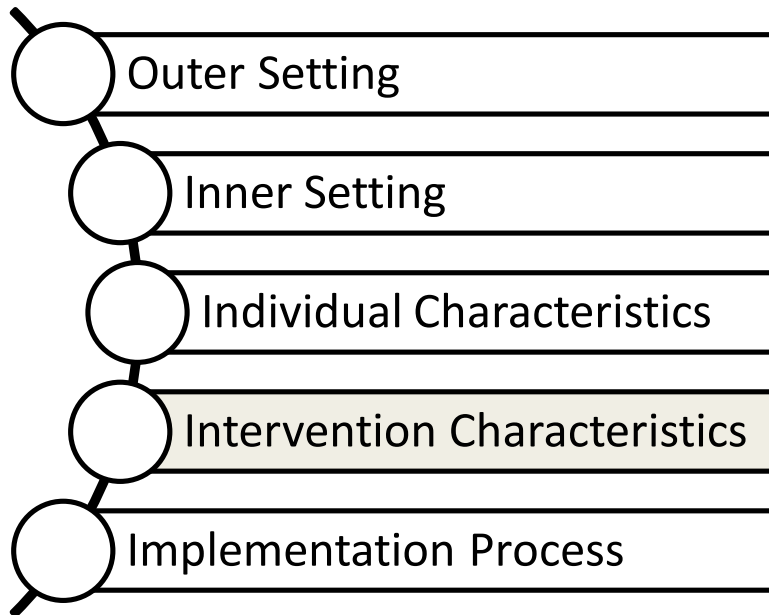 Outer Setting
Inner Setting
Individual Characteristics
Intervention Characteristics
Implementation Process